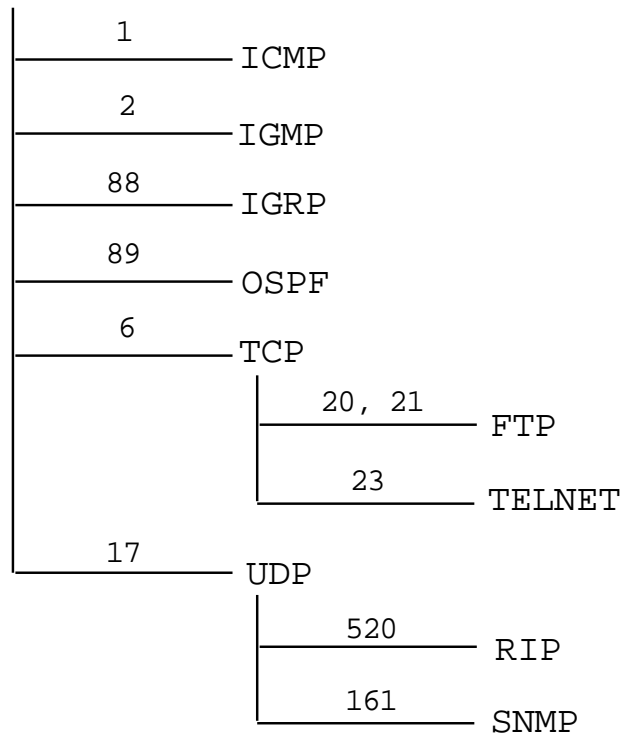 1
ICMP
2
IGMP
88
IGRP
89
OSPF
6
TCP
20, 21
FTP
23
TELNET
17
UDP
520
RIP
161
SNMP